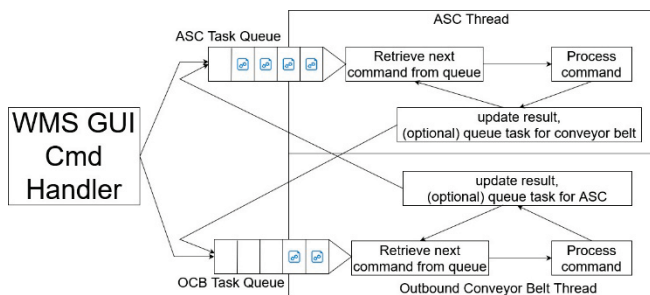 ASC Thread
ASC Task Queue
Retrieve next
command from queue
Process
command
update result,
(optional) queue task for conveyor belt
WMS GUI
Cmd
Handler
update result,
(optional) queue task for ASC
Retrieve next
command from queue
Process
command
OCB Task Queue
Outbound Conveyor Belt Thread